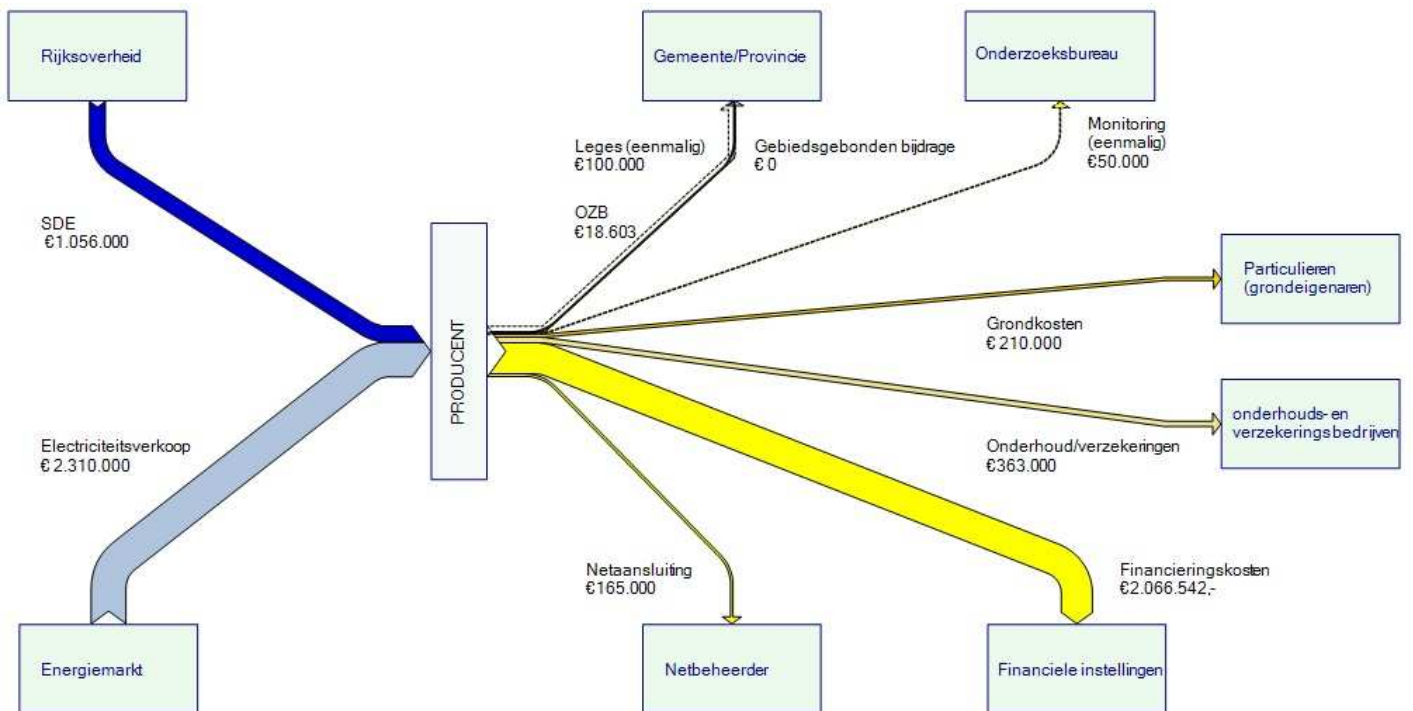 Rijksoverheid
Gemeente/Provincie
Onderzoeksbureau
Leges (eenmalig)
€100.000
Gebiedsgebonden bijdrage
€ 0
Monitoring
(eenmalig)
€50.000
SDE
€1.056.000
OZB
€18.603
PRODUCENT
Particulieren
(grondeigenaren)
Grondkosten
€ 210.000
Electriciteitsverkoop
€ 2.310.000
Onderhoud/verzekeringen
€363.000
onderhouds- en
verzekeringsbedrijven
Netaansluiting
€165.000
Financieringskosten
€2.066.542,-
Energiemarkt
Netbeheerder
Financiele instellingen